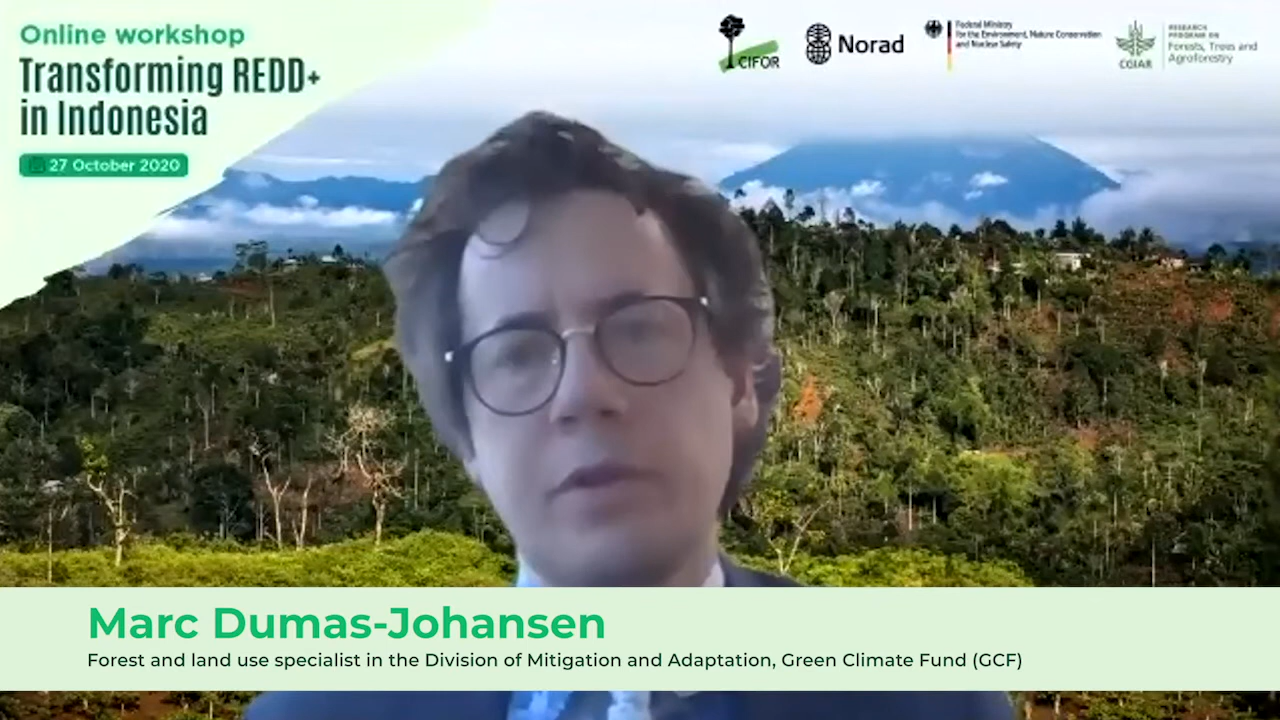 Online workshop
Transforming REDD+
in Indonesia
27 October 2020
CIFOR
Norad
Federal Ministry
for the Environment, Nature Conservation
and Nuclear Safety
CGIAR
RESEARCH
PROGRAM ON
Forests, Trees and
Agroforestry
Marc Dumas-Johansen
Forest and land use specialist in the Division of Mitigation and Adaptation, Green Climate Fund (GCF)